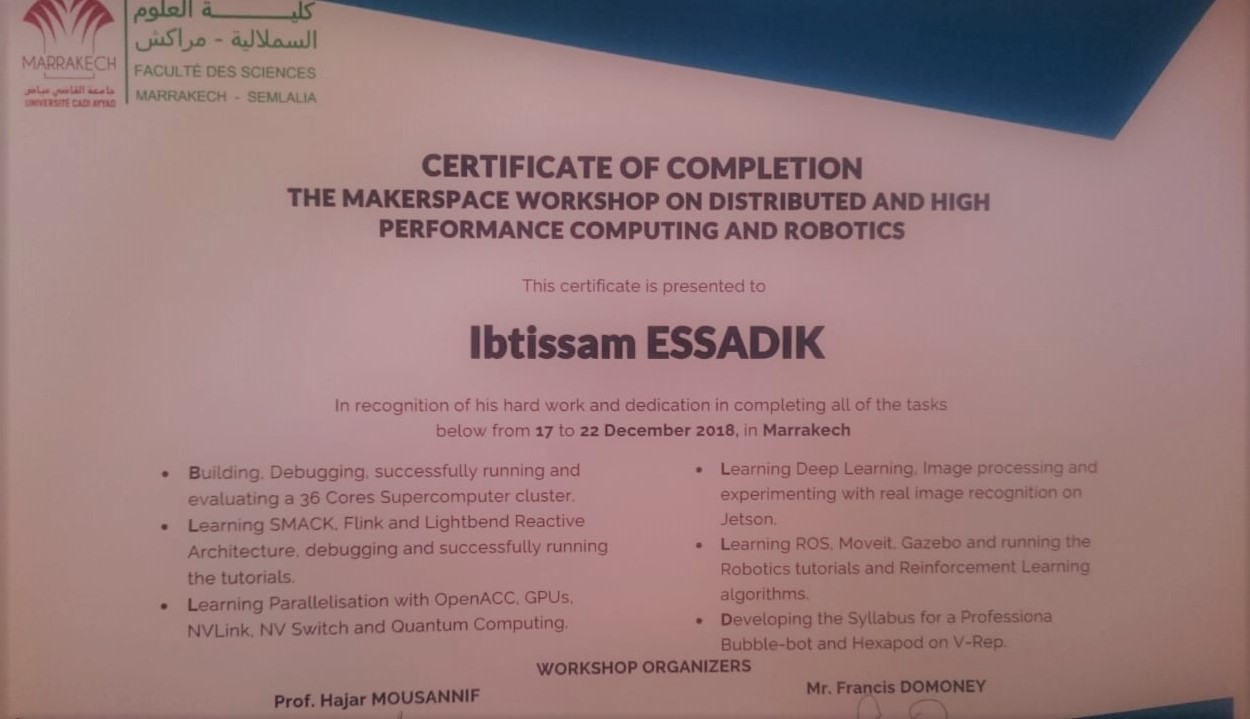 كلية العلوم
السملالية - مراكش
MARRAKECH
FACULTÉ DES SCIENCES
جامعة القاضي عياض
UNIVERSITÉ CADI AYYAD
MARRAKECH - SEMLALIA
CERTIFICATE OF COMPLETION
THE MAKERSPACE WORKSHOP ON DISTRIBUTED AND HIGH
PERFORMANCE COMPUTING AND ROBOTICS
This certificate is presented to
Ibtissam ESSADIK
In recognition of his hard work and dedication in completing all of the tasks
below from 17 to 22 December 2018, in Marrakech
• Building, Debugging, successfully running and
evaluating a 36 Cores Supercomputer cluster.
• Learning SMACK, Flink and Lightbend Reactive
Architecture, debugging and successfully running
the tutorials.
• Learning Parallelisation with OpenACC, GPUs,
NVLink, NV Switch and Quantum Computing.
• Learning Deep Learning, Image processing and
experimenting with real image recognition on
Jetson.
• Learning ROS, Moveit, Gazebo and running the
Robotics tutorials and Reinforcement Learning
algorithms.
• Developing the Syllabus for a Professiona
Bubble-bot and Hexapod on V-Rep.
WORKSHOP ORGANIZERS
Prof. Hajar MOUSANNIF
Mr. Francis DOMONEY